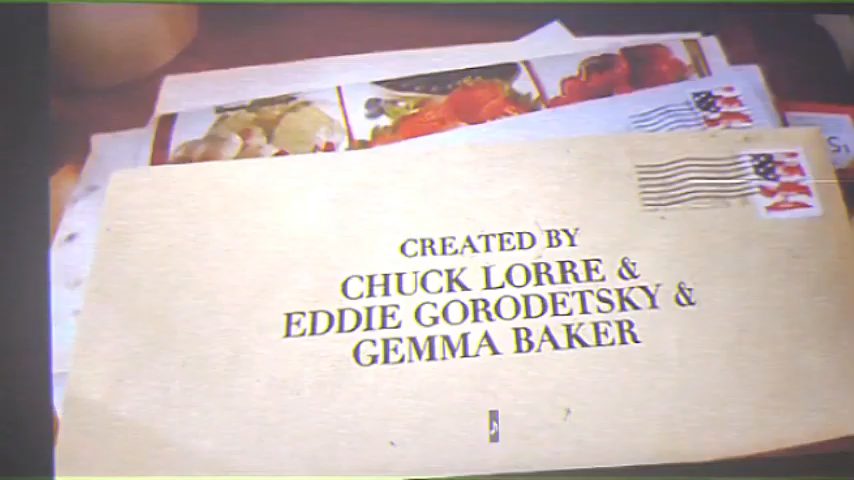 CREATED BY
CHUCK LORRE &
EDDIE GORODETSKY &
GEMMA BAKER
♪